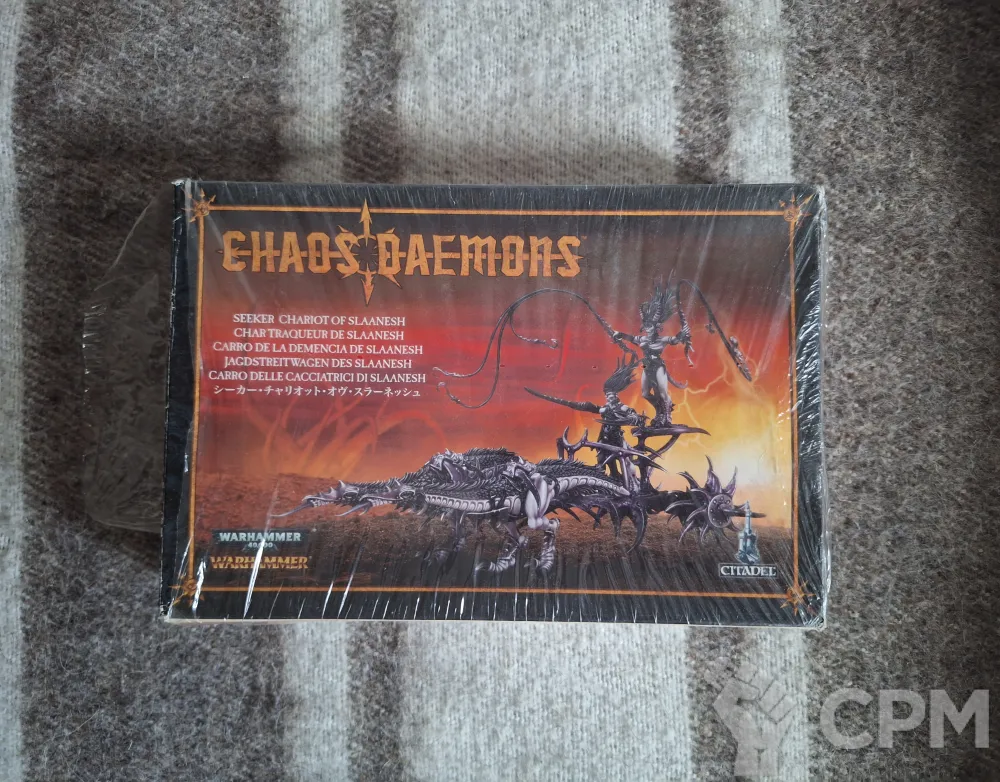 CHAOS DAEMONS™
SEEKER CHARIOT OF SLAANESH
CHAR TRAQUEUR DE SLAANESH
CARRO DE LA DEMENCIA DE SLAANESH
JAGDSTREITWAGEN DES SLAANESH
CARRO DELLE CACCIATRICI DI SLAANESH
シーカー・チャリオット・オヴ・スラーネッシュ
WARHAMMER
40,000
WARHAMMER
CITADEL
CPM